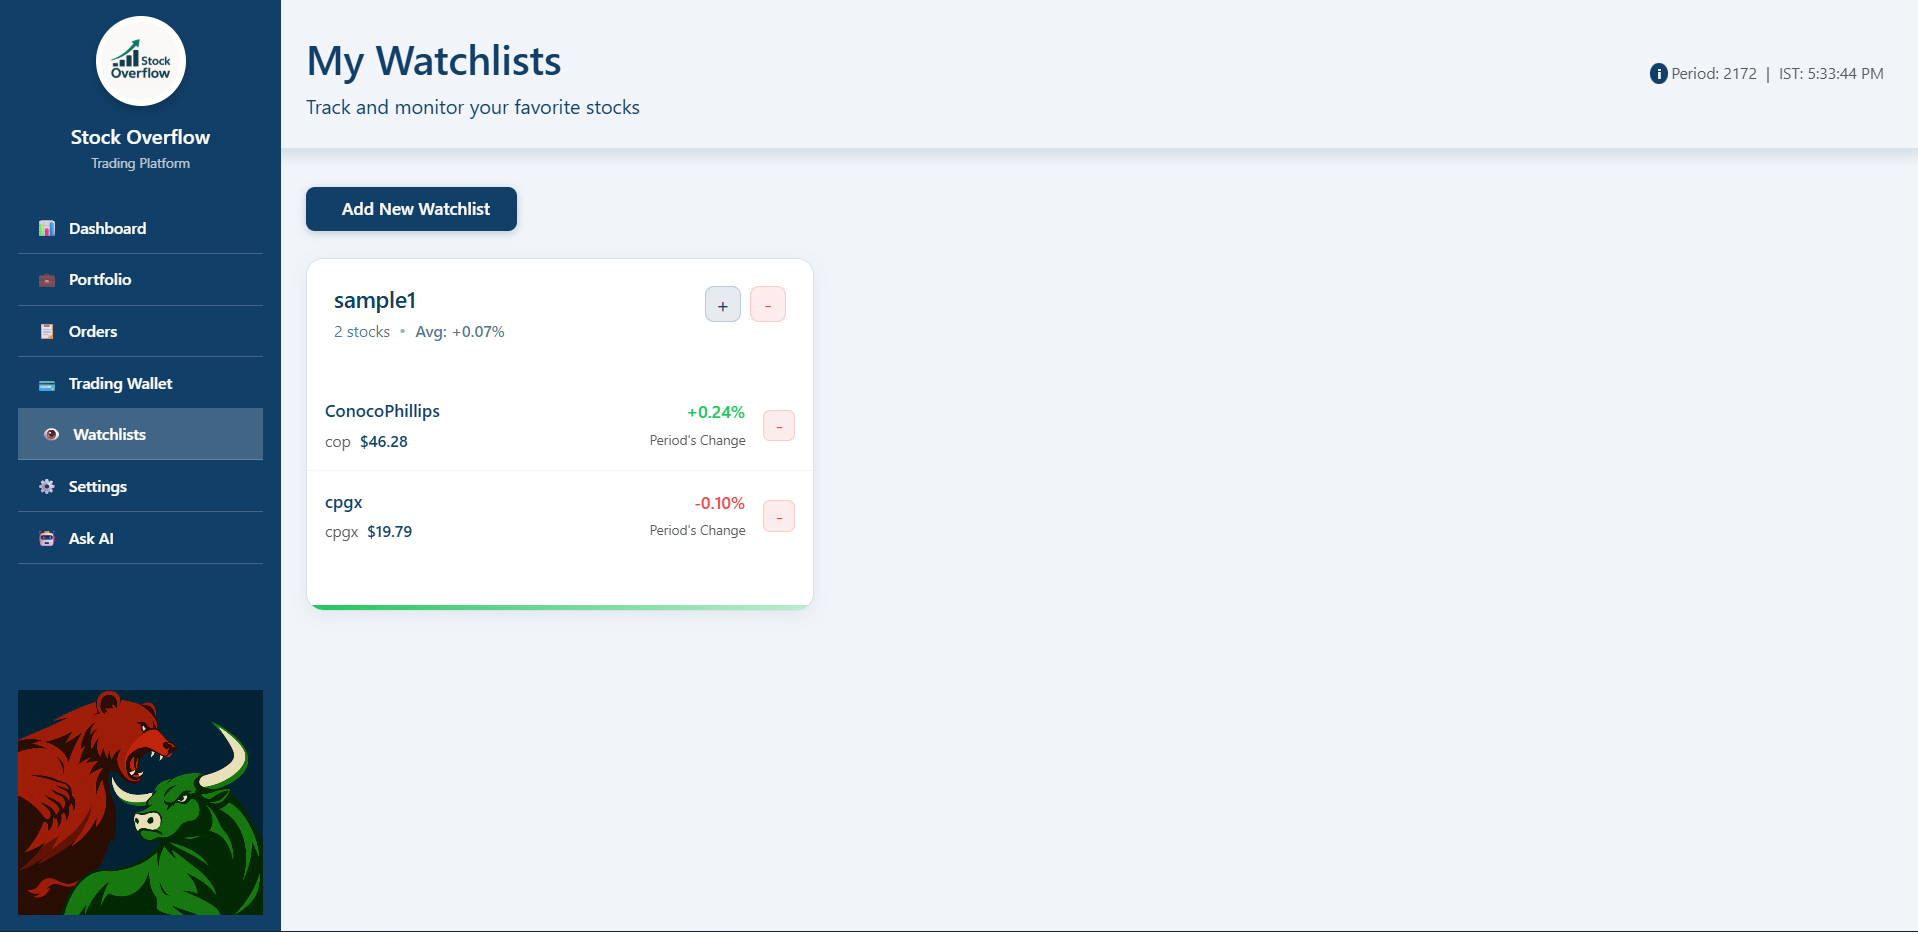 Stock
Overflow
Stock Overflow
Trading Platform
Dashboard
Portfolio
Orders
Trading Wallet
Watchlists
Settings
Ask AI
My Watchlists
Track and monitor your favorite stocks
i Period: 2172 | IST: 5:33:44 PM
Add New Watchlist
sample1
+ -
2 stocks • Avg: +0.07%
ConocoPhillips +0.24%
cop $46.28 Period's Change -
cpgx -0.10%
cpgx $19.79 Period's Change -